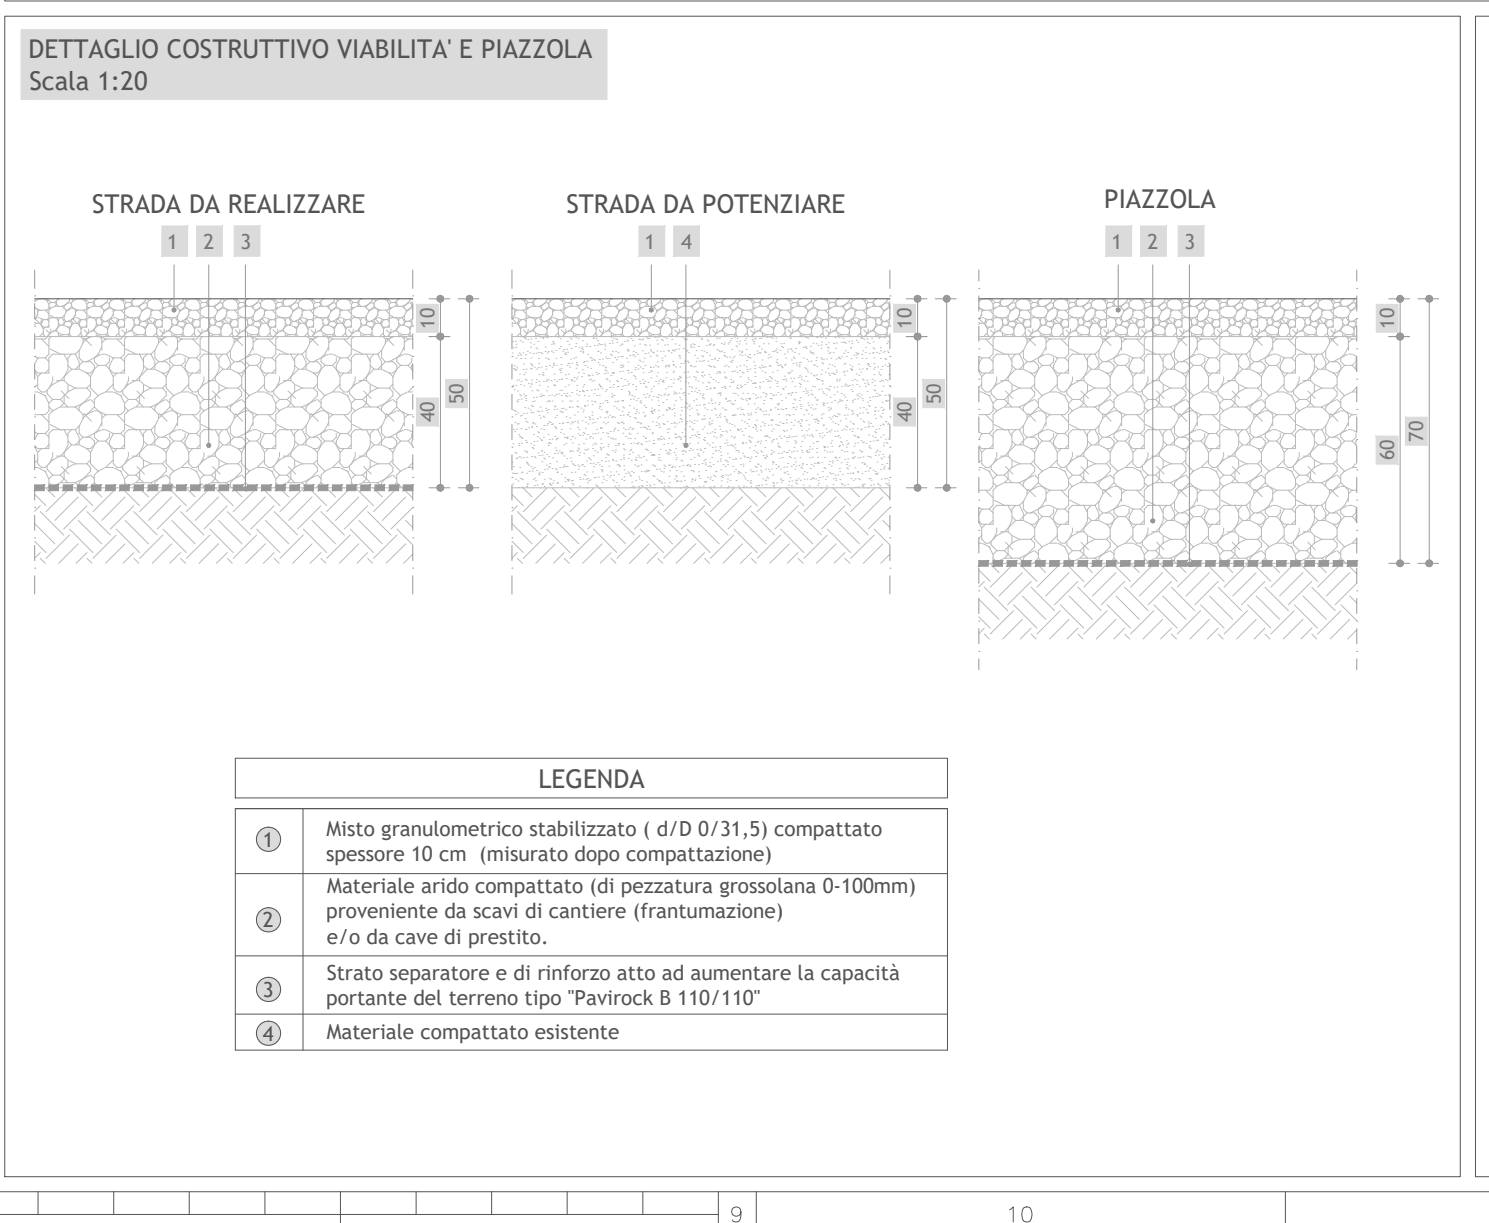 DETTAGLIO COSTRUTTIVO VIABILITA' E PIAZZOLA
Scala 1:20
STRADA DA REALIZZARE
1 2 3
10
40
50
STRADA DA POTENZIARE
1 4
10
40
50
PIAZZOLA
1 2 3
10
60
70
LEGENDA
1 Misto granulometrico stabilizzato ( d/D 0/31,5) compattato
spessore 10 cm (misurato dopo compattazione)
2 Materiale arido compattato (di pezzatura grossolana 0-100mm)
proveniente da scavi di cantiere (frantumazione)
e/o da cave di prestito.
3 Strato separatore e di rinforzo atto ad aumentare la capacità
portante del terreno tipo "Pavirock B 110/110"
4 Materiale compattato esistente
9 10